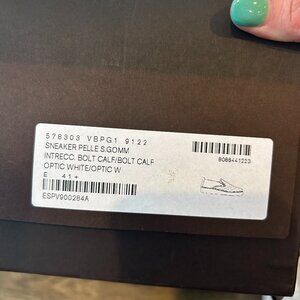 578303 VBPG1 9122
SNEAKER PELLE S.GOMM
INTRECC. BOLT CALF/BOLT CALF
OPTIC WHITE/OPTIC W
E 41+
ESPV900284A
8088441223